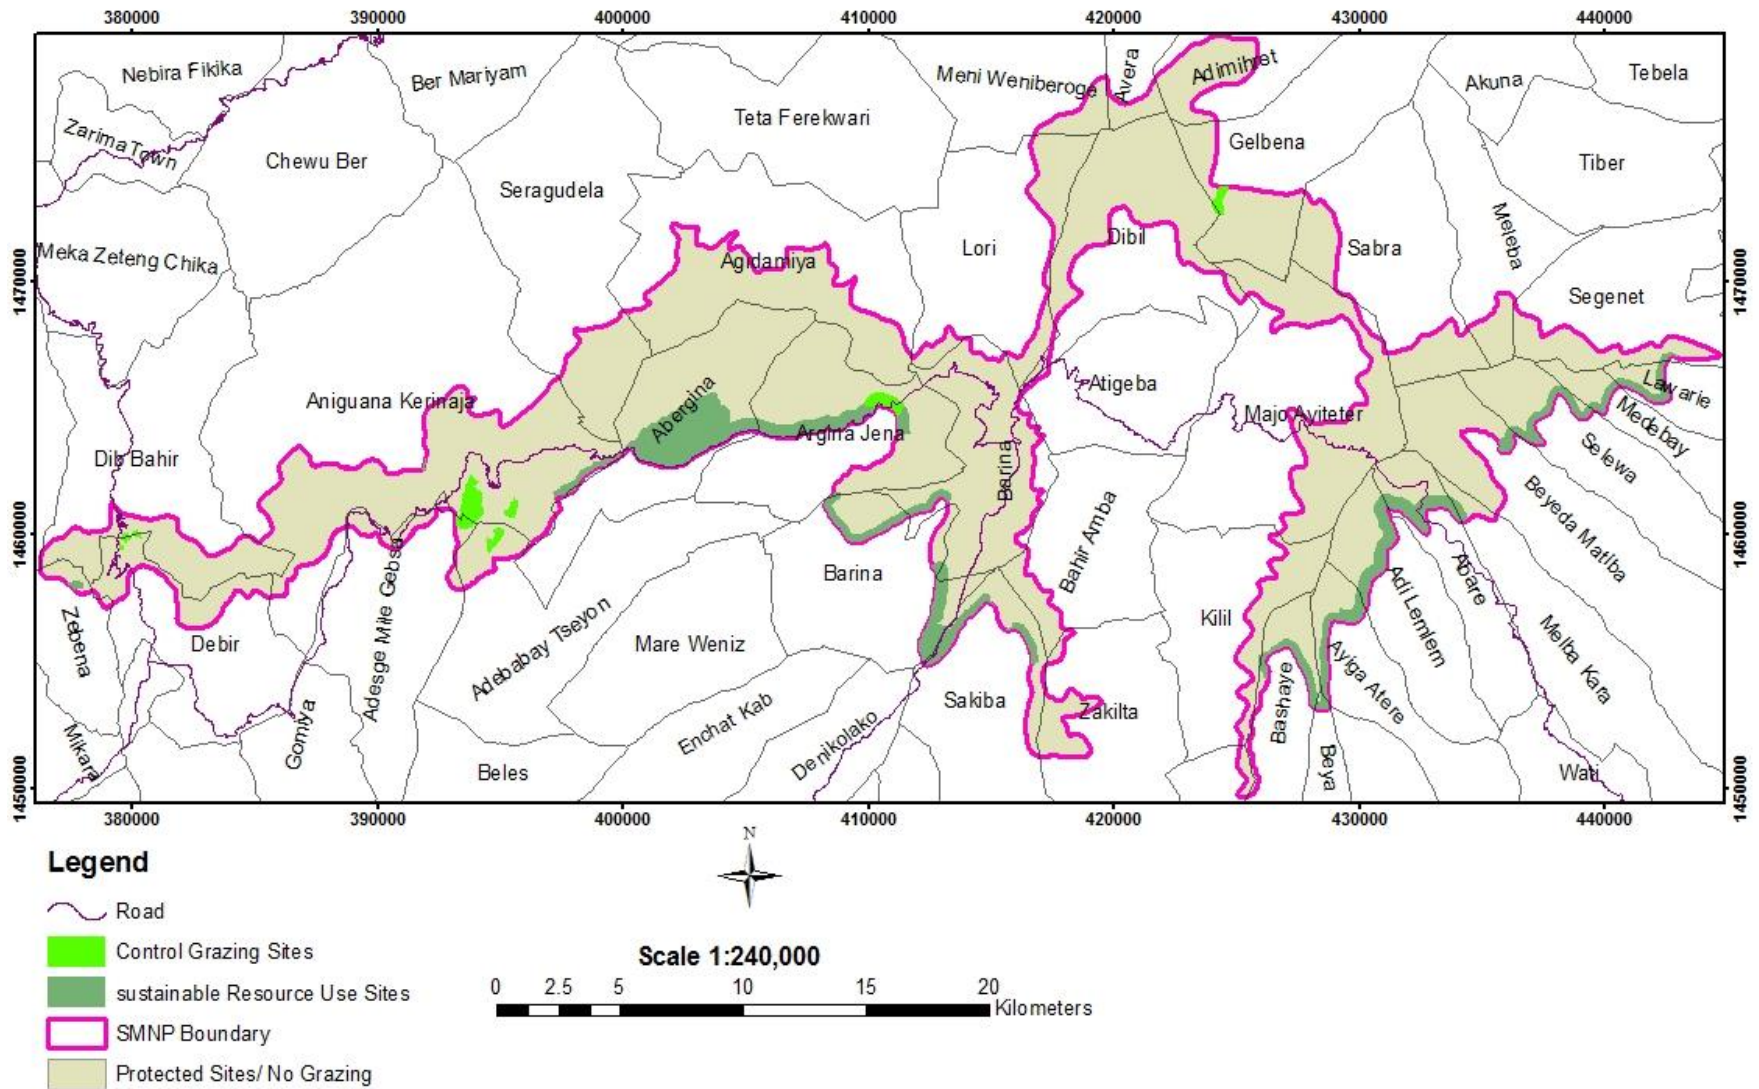 380000 390000 400000 410000 420000 430000 440000
Nebira Fikika
Ber Mariyam
Meni Weniberoge
Avera
Adimihret
Akuna
Tebela
Zarima Town
Chewu Ber
Teta Ferekwari
Gelbena
Tiber
Seragudela
Meka Zeteng Chika
Agidamiya
Lori
Dibil
Sabra
Meleba
Segenet
1470000
1470000
Aniguana Kerinaja
Abergina
Argina Jena
Atigeba
Majo Ayiteter
Lawarie
Medebay
Selewa
Dib Bahir
Barina
Beyeda Matiba
1460000
1460000
Barina
Bahir Amba
Abare
Adi Lemlem
Zebena
Debir
Adesge Mite Gebsa
Adebabay Tseyon
Mare Weniz
Kilil
Melba Kara
Ayiga Atere
Mikara
Gomiya
Enchat Kab
Denikolako
Sakiba
Zakilta
Bashaye
Beya
Beles
Wati
1450000
1450000
380000 390000 400000 410000 420000 430000 440000
N
Legend
Road
Control Grazing Sites
sustainable Resource Use Sites
SMNP Boundary
Protected Sites/ No Grazing
Scale 1:240,000
0 2.5 5 10 15 20
Kilometers